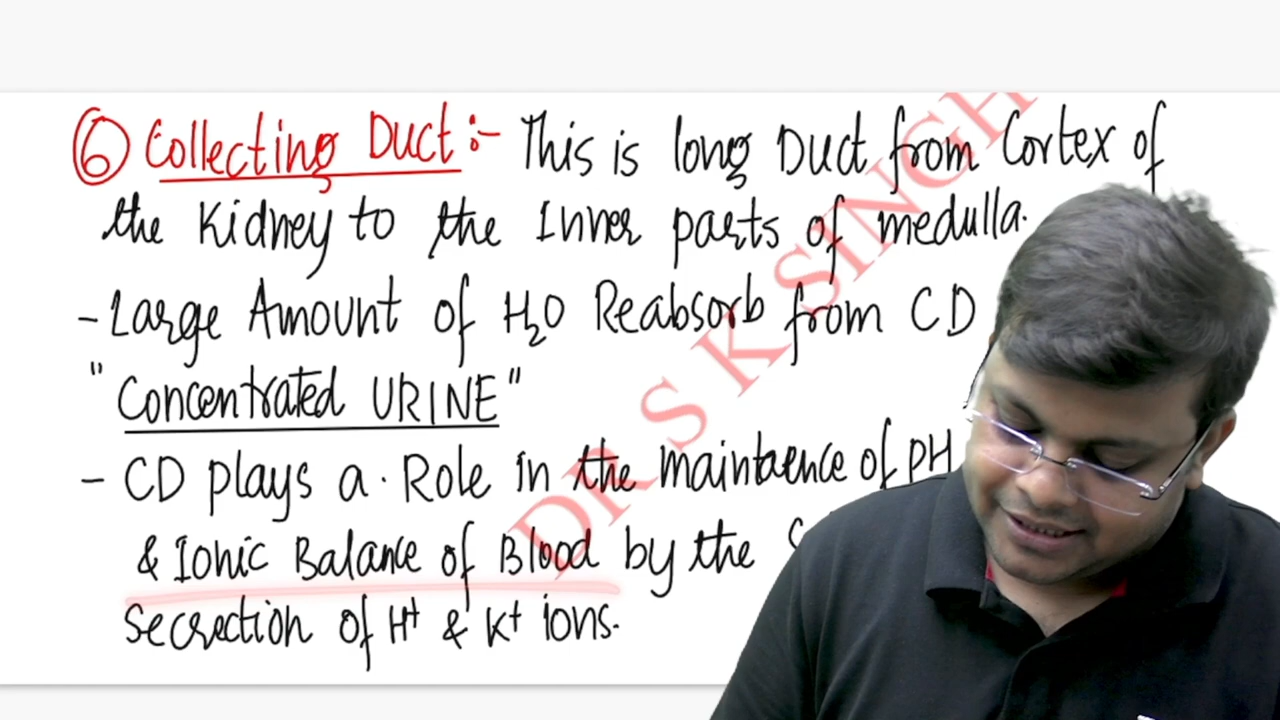 ⑥ Collecting Duct :- This is long Duct from Cortex of
the Kidney to the Inner parts of medulla.
- Large Amount of H₂O Reabsorb from CD
"Concentrated URINE"
- CD plays a. Role in the maintaence of pH
& Ionic Balance of Blood by the
Secrection of H⁺ & K⁺ ions.
DR S K SINGH